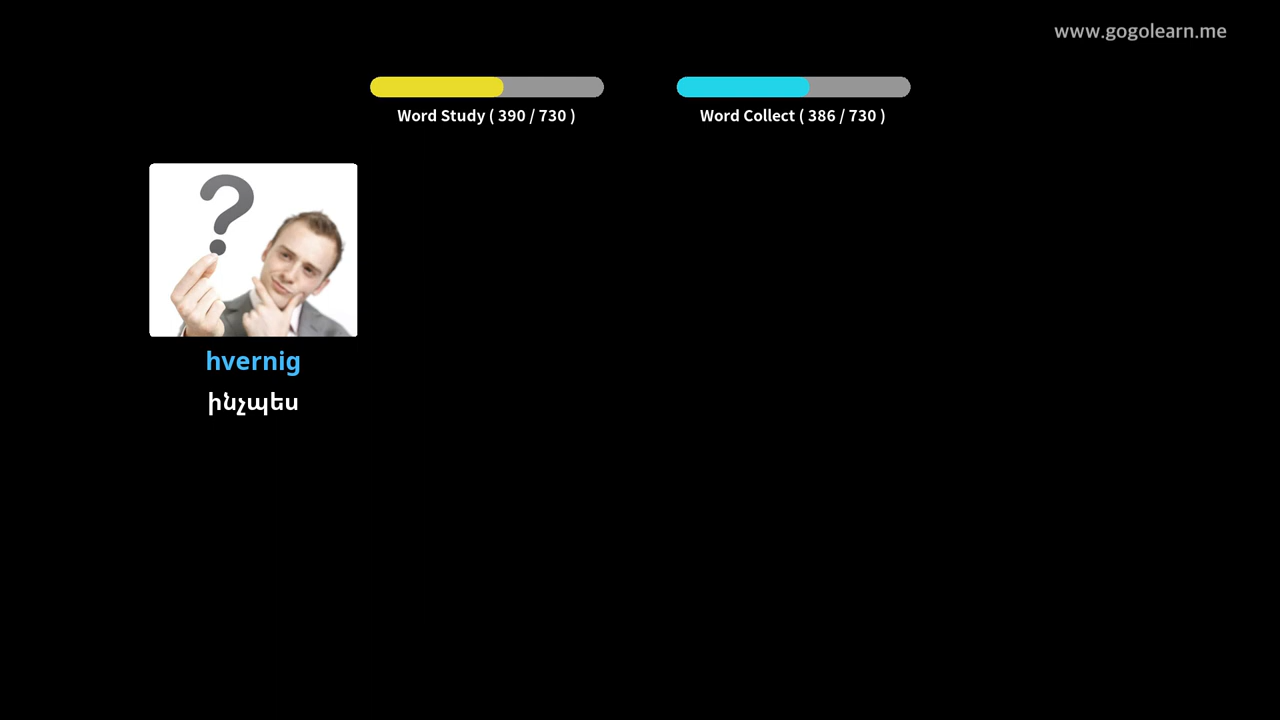 www.gogolearn.me
Word Study ( 390 / 730 )
Word Collect ( 386 / 730 )
?
hvernig
ինչպես